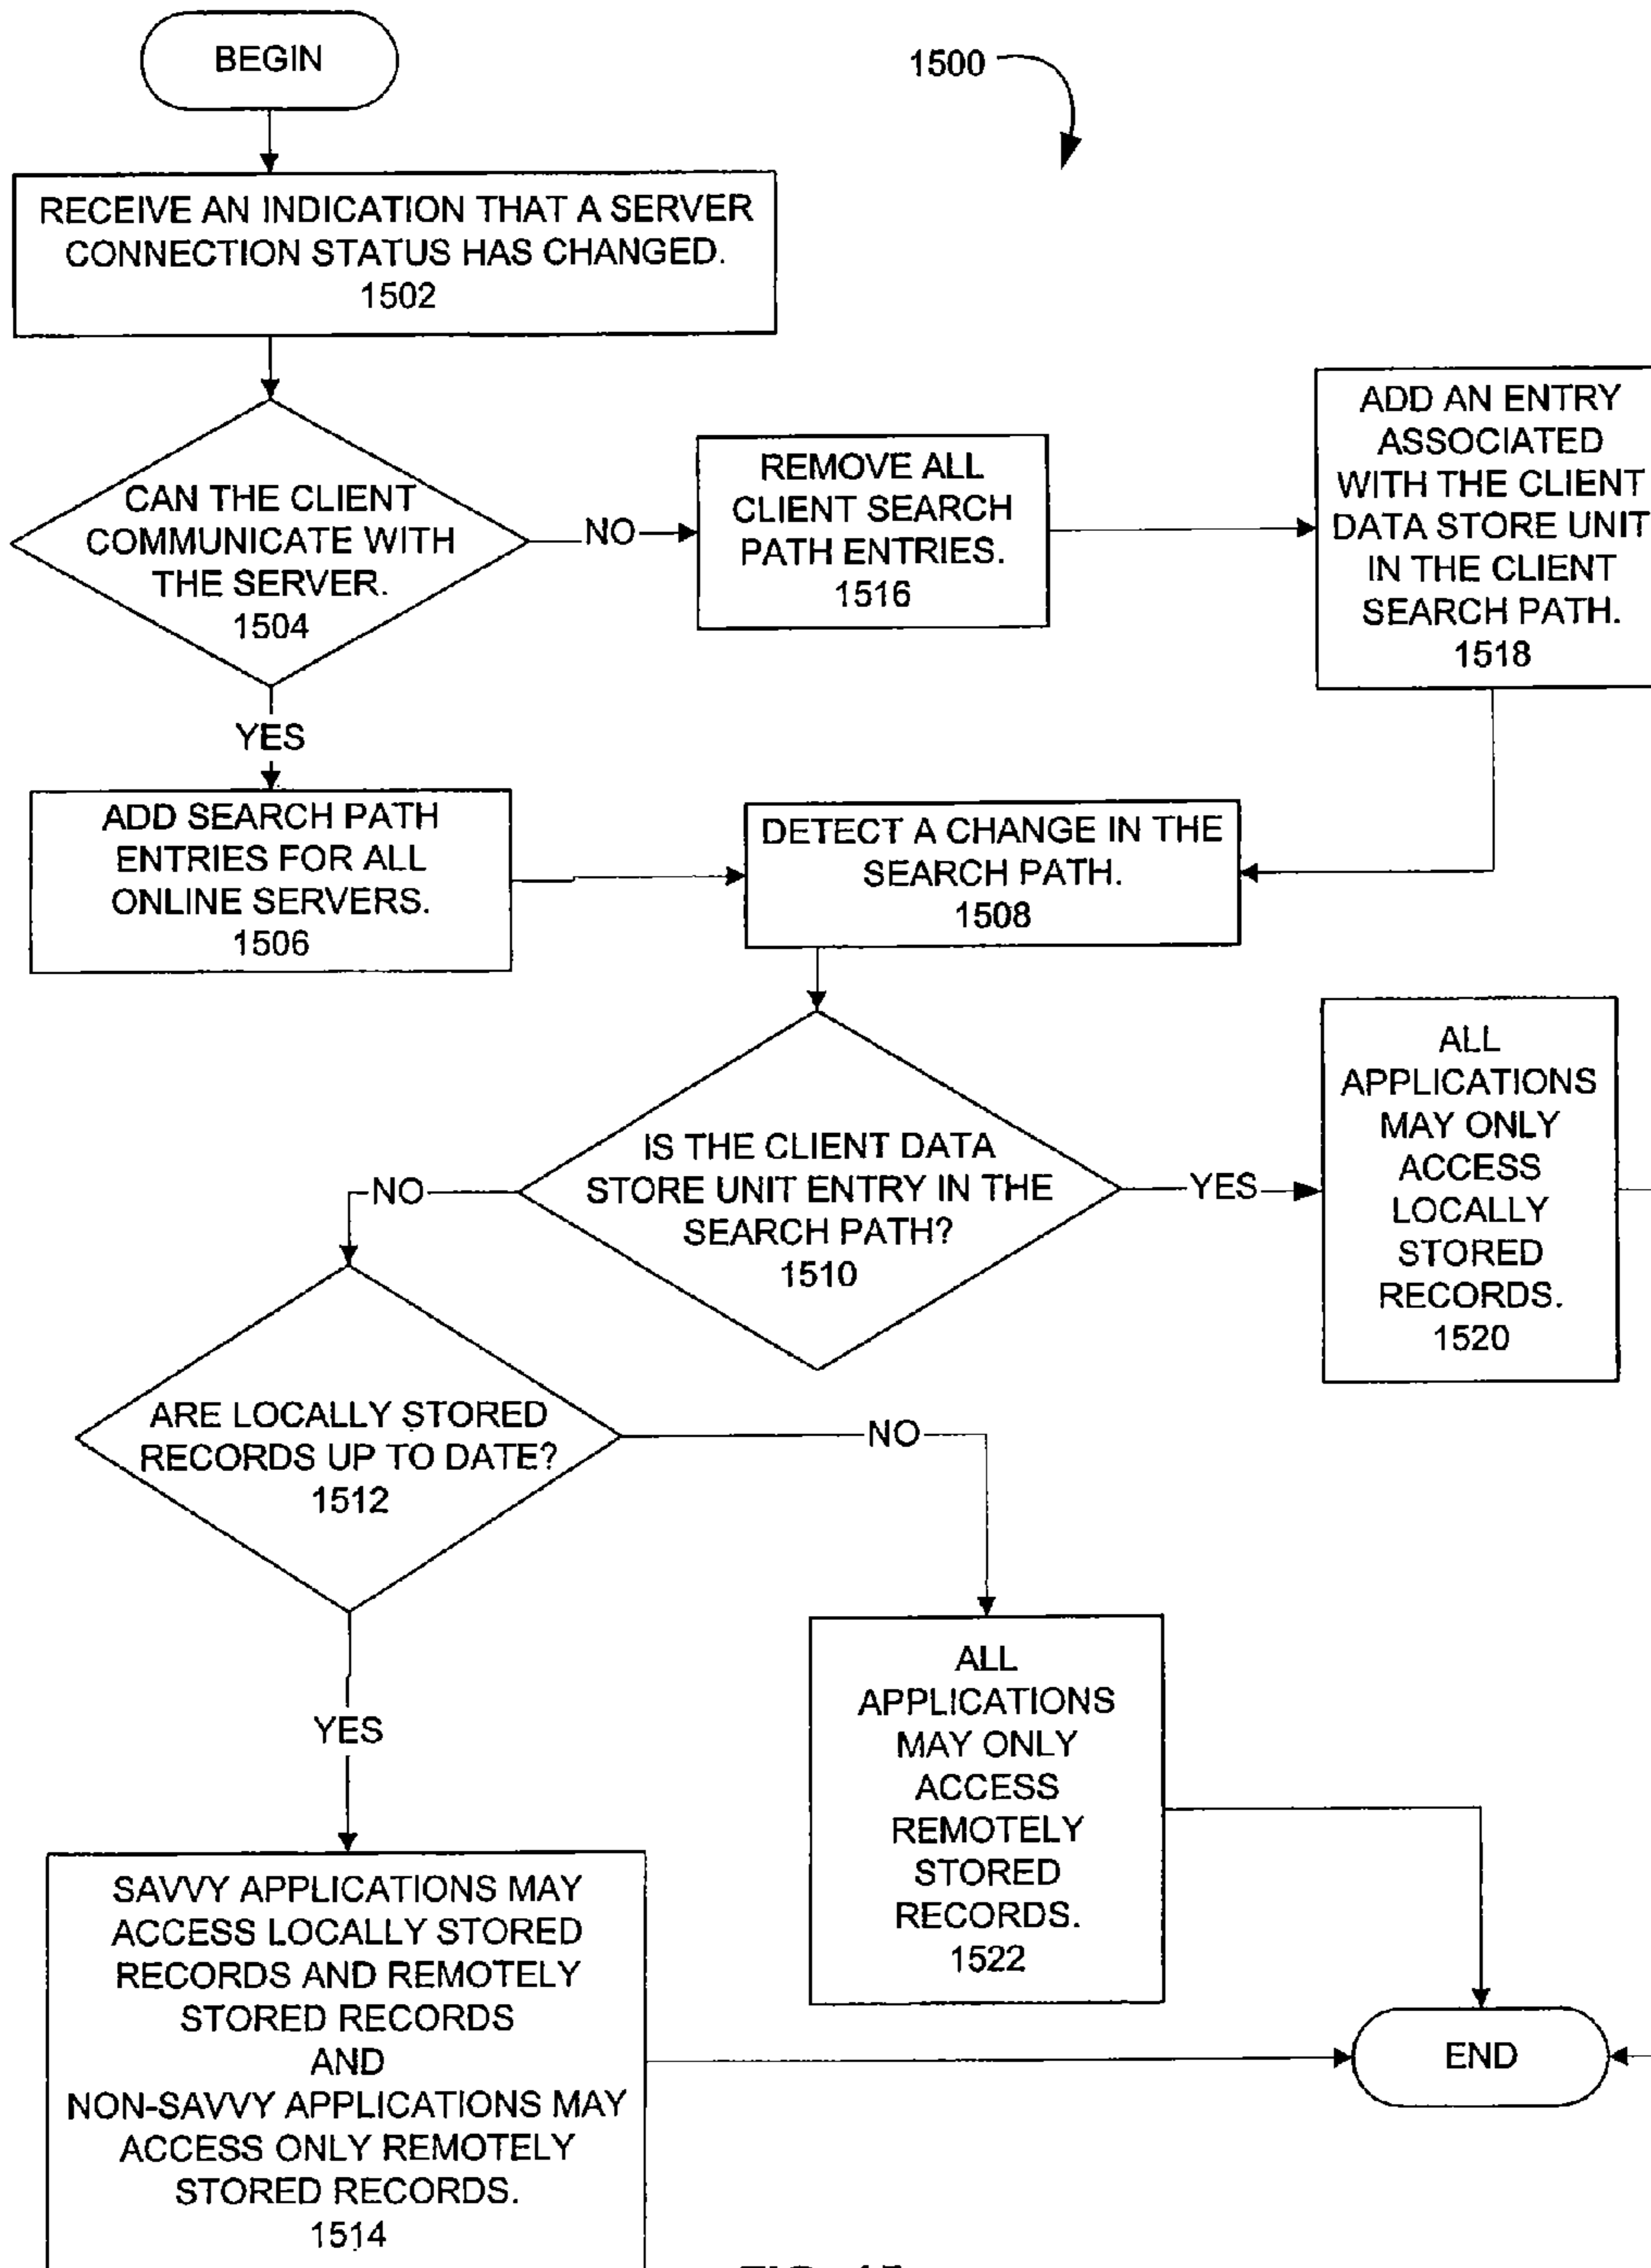 BEGIN
1500
RECEIVE AN INDICATION THAT A SERVER
CONNECTION STATUS HAS CHANGED.
1502
CAN THE CLIENT
COMMUNICATE WITH
THE SERVER.
1504
NO
REMOVE ALL
CLIENT SEARCH
PATH ENTRIES.
1516
ADD AN ENTRY
ASSOCIATED
WITH THE CLIENT
DATA STORE UNIT
IN THE CLIENT
SEARCH PATH.
1518
YES
ADD SEARCH PATH
ENTRIES FOR ALL
ONLINE SERVERS.
1506
DETECT A CHANGE IN THE
SEARCH PATH.
1508
IS THE CLIENT DATA
STORE UNIT ENTRY IN THE
SEARCH PATH?
1510
NO
YES
ALL
APPLICATIONS
MAY ONLY
ACCESS
LOCALLY
STORED
RECORDS.
1520
ARE LOCALLY STORED
RECORDS UP TO DATE?
1512
NO
YES
ALL
APPLICATIONS
MAY ONLY
ACCESS
REMOTELY
STORED
RECORDS.
1522
SAVVY APPLICATIONS MAY
ACCESS LOCALLY STORED
RECORDS AND REMOTELY
STORED RECORDS
AND
NON-SAVVY APPLICATIONS MAY
ACCESS ONLY REMOTELY
STORED RECORDS.
1514
END